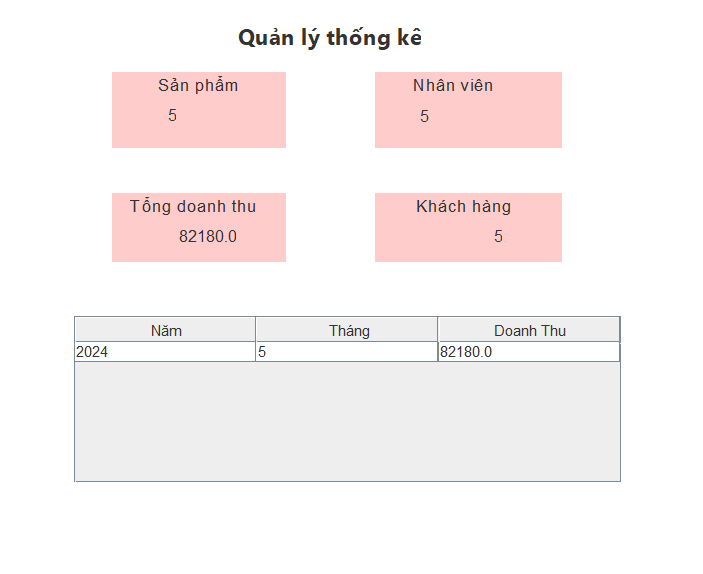 Quản lý thống kê
Sản phẩm
5
Nhân viên
5
Tổng doanh thu
82180.0
Khách hàng
5
Năm Tháng Doanh Thu
2024 5 82180.0